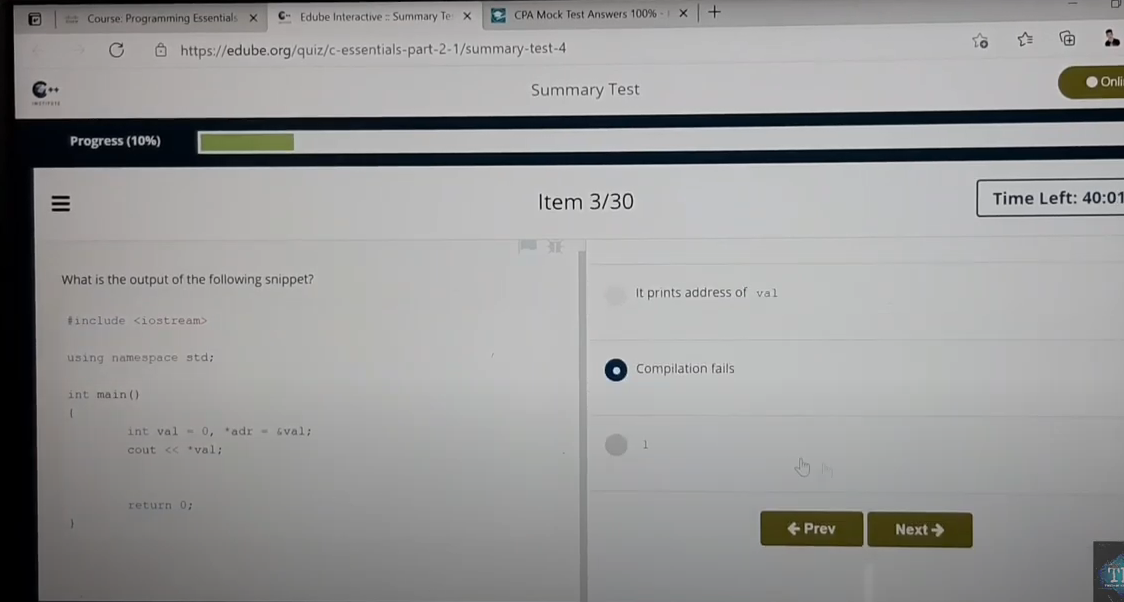 Course: Programming Essentials
Edube Interactive :: Summary Te
CPA Mock Test Answers 100% -
https://edube.org/quiz/c-essentials-part-2-1/summary-test-4
C++
INSTITUTE
Summary Test
Onli
Progress (10%)
Item 3/30
Time Left: 40:01
What is the output of the following snippet?
#include <iostream>
using namespace std;
int main()
{
int val = 0, *adr = &val;
cout << *val;
return 0;
}
It prints address of val
Compilation fails
1
Prev
Next